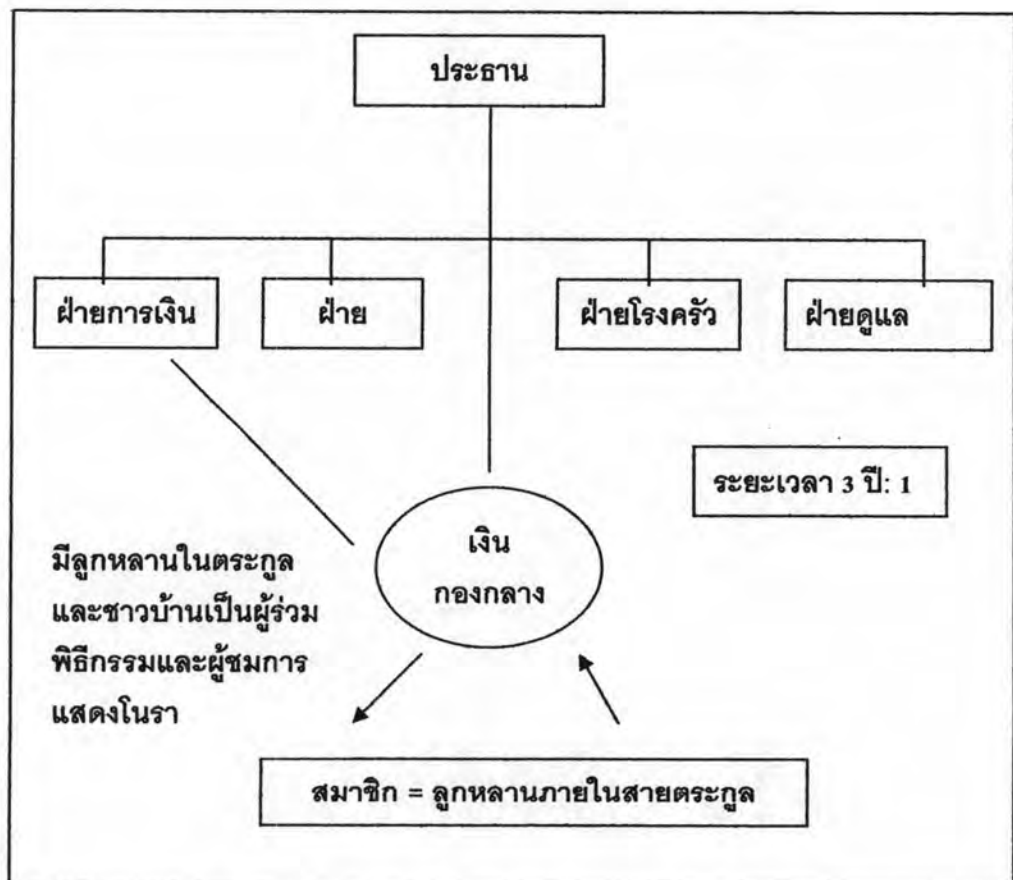 ประธาน
ฝ่ายการเงิน
ฝ่าย
ฝ่ายโรงครัว
ฝ่ายดูแล
ระยะเวลา 3 ปี: 1
เงิน
กองกลาง
มีลูกหลานในตระกูล
และชาวบ้านเป็นผู้ร่วม
พิธีกรรมและผู้ชมการ
แสดงโนรา
สมาชิก = ลูกหลานภายในสายตระกูล